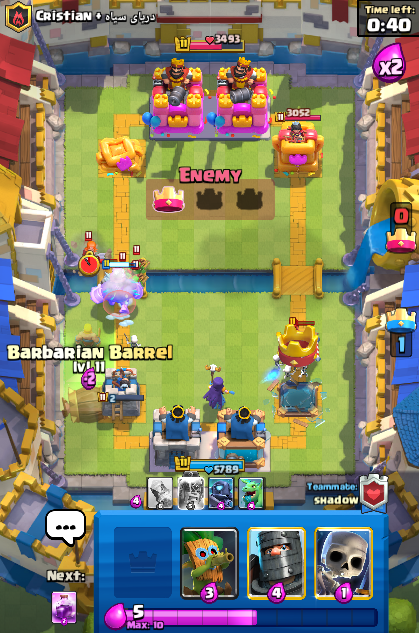 Cristian + دریای سیاه
Time left:
0:40
3493
x2
3052
Enemy
0
1
Barbarian Barrel
lvl 11
-2
5789
Teammate:
shadow
4
...
Next:
3
4
1
5
Max: 10